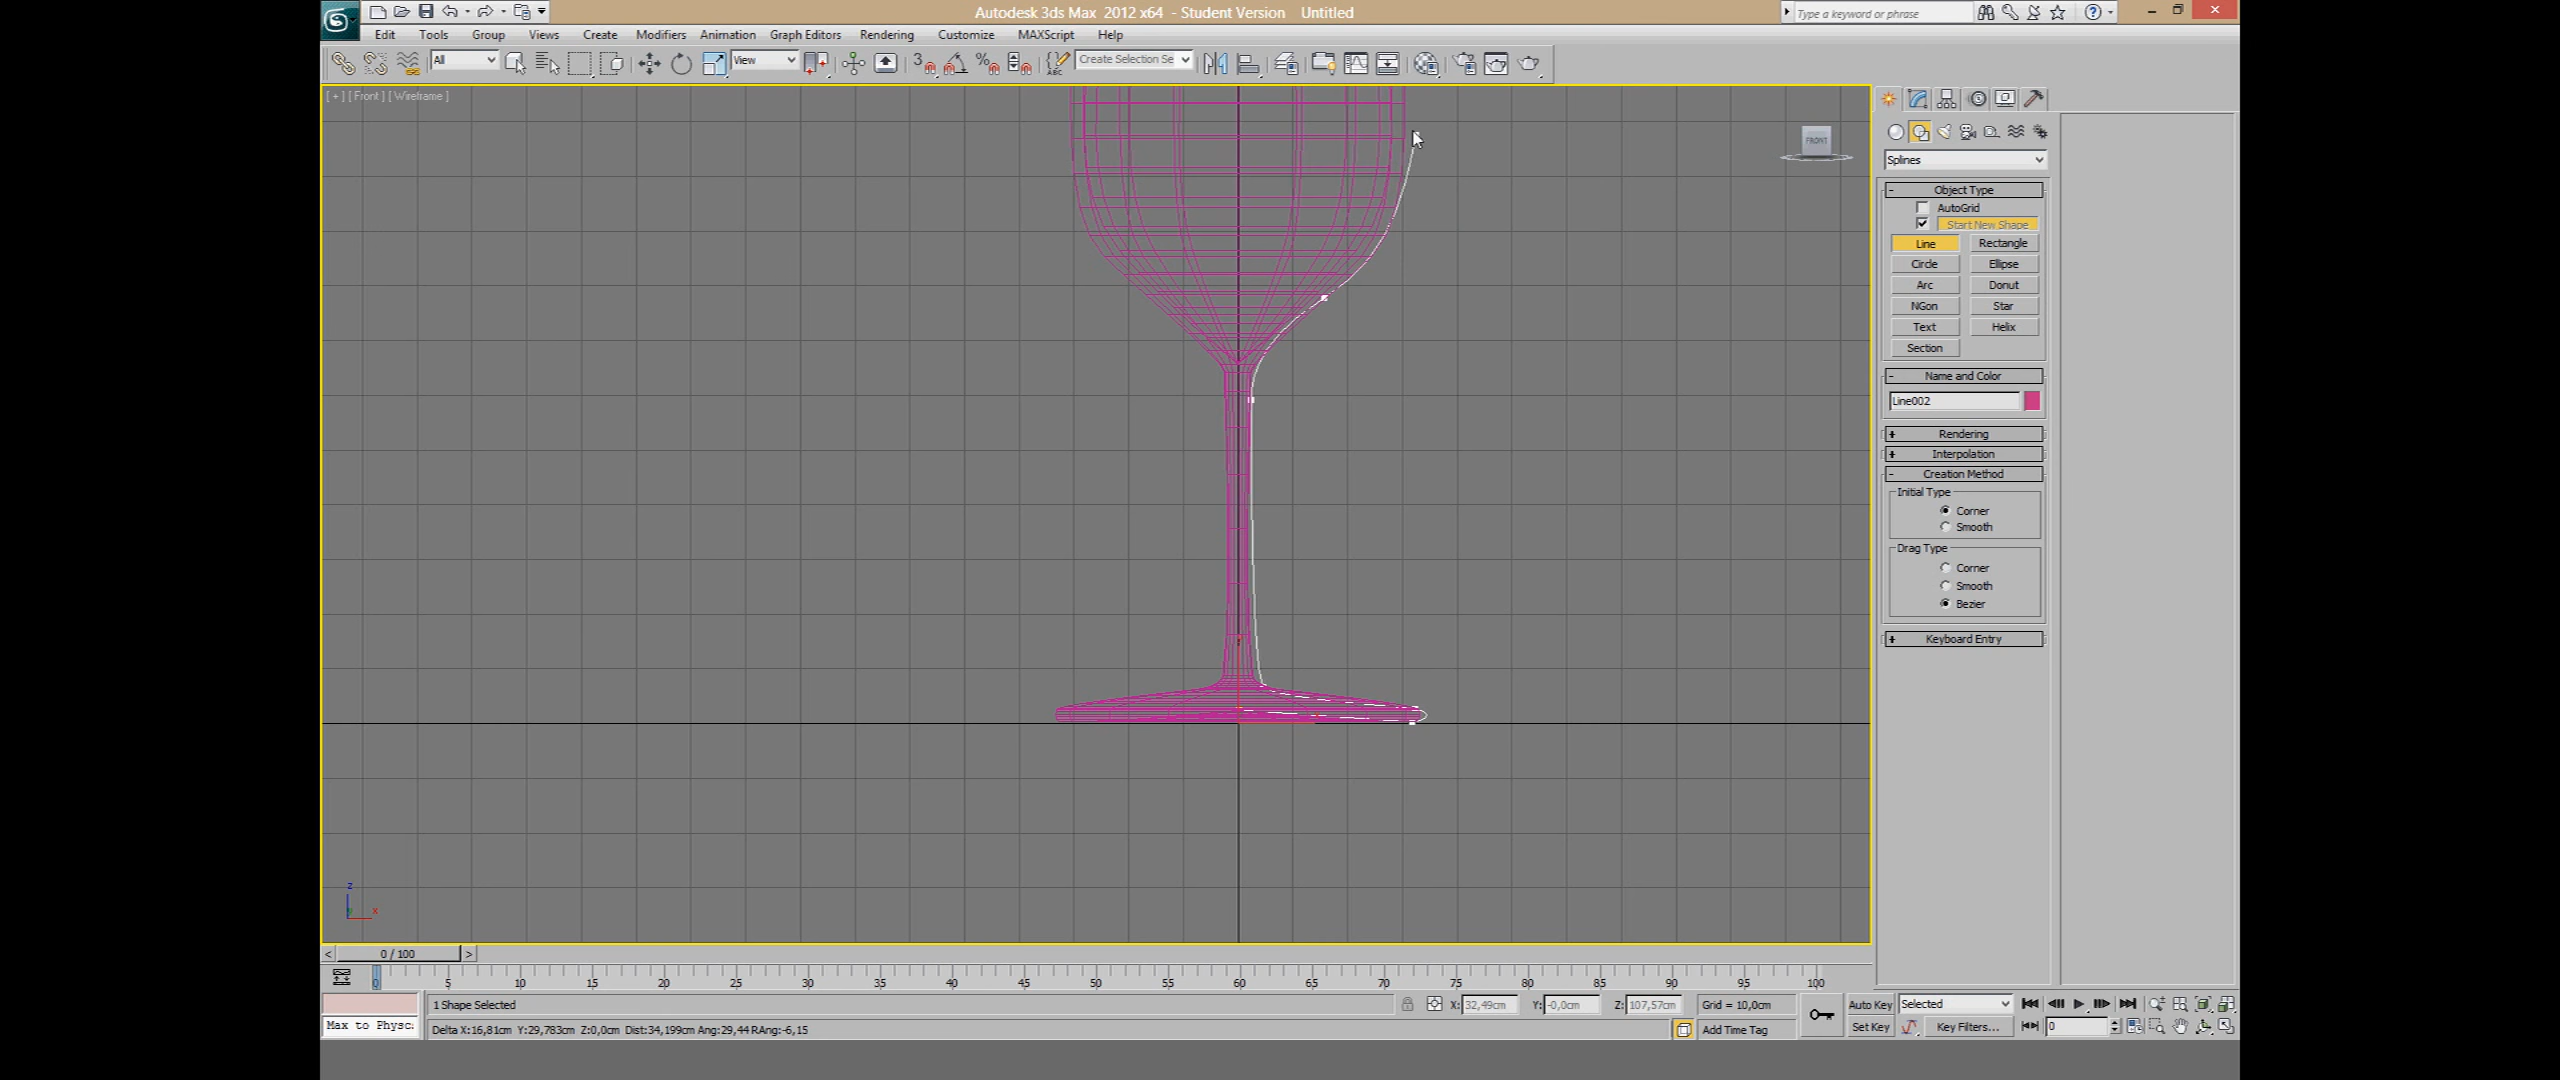 Autodesk 3ds Max 2012 x64 - Student Version Untitled
Type a keyword or phrase
Edit Tools Group Views Create Modifiers Animation Graph Editors Rendering Customize MAXScript Help
All View 3 % ABC Create Selection Se
[ + ] [ Front ] [ Wireframe ]
FRONT
Splines
Object Type
AutoGrid
Start New Shape
Line Rectangle
Circle Ellipse
Arc Donut
NGon Star
Text Helix
Section
Name and Color
Line002
Rendering
Interpolation
Creation Method
Initial Type
Corner
Smooth
Drag Type
Corner
Smooth
Bezier
Keyboard Entry
z
y x
< 0 / 100 >
0 5 10 15 20 25 30 35 40 45 50 55 60 65 70 75 80 85 90 95 100
1 Shape Selected X: 32,49cm Y: -0,0cm Z: 107,57cm Grid = 10,0cm Auto Key Selected
Max to Physc: Delta X:16,81cm Y:29,783cm Z:0,0cm Dist:34,199cm Ang:29,44 RAng:-6,15 Add Time Tag Set Key Key Filters... 0